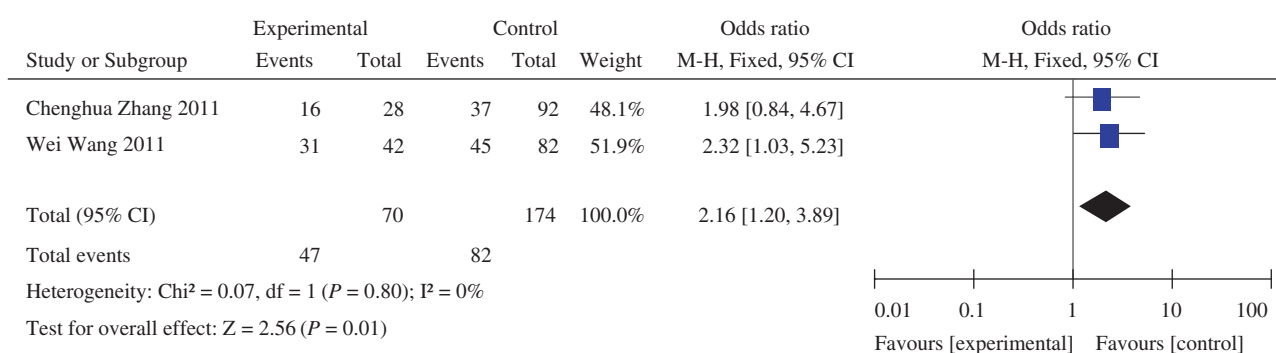 Experimental Control Odds ratio Odds ratio
Study or Subgroup Events Total Events Total Weight M-H, Fixed, 95% CI M-H, Fixed, 95% CI
Chenghua Zhang 2011 16 28 37 92 48.1% 1.98 [0.84, 4.67]
Wei Wang 2011 31 42 45 82 51.9% 2.32 [1.03, 5.23]
Total (95% CI) 70 174 100.0% 2.16 [1.20, 3.89]
Total events 47 82
Heterogeneity: Chi² = 0.07, df = 1 (P = 0.80); I² = 0%
Test for overall effect: Z = 2.56 (P = 0.01)
0.01 0.1 1 10 100
Favours [experimental] Favours [control]